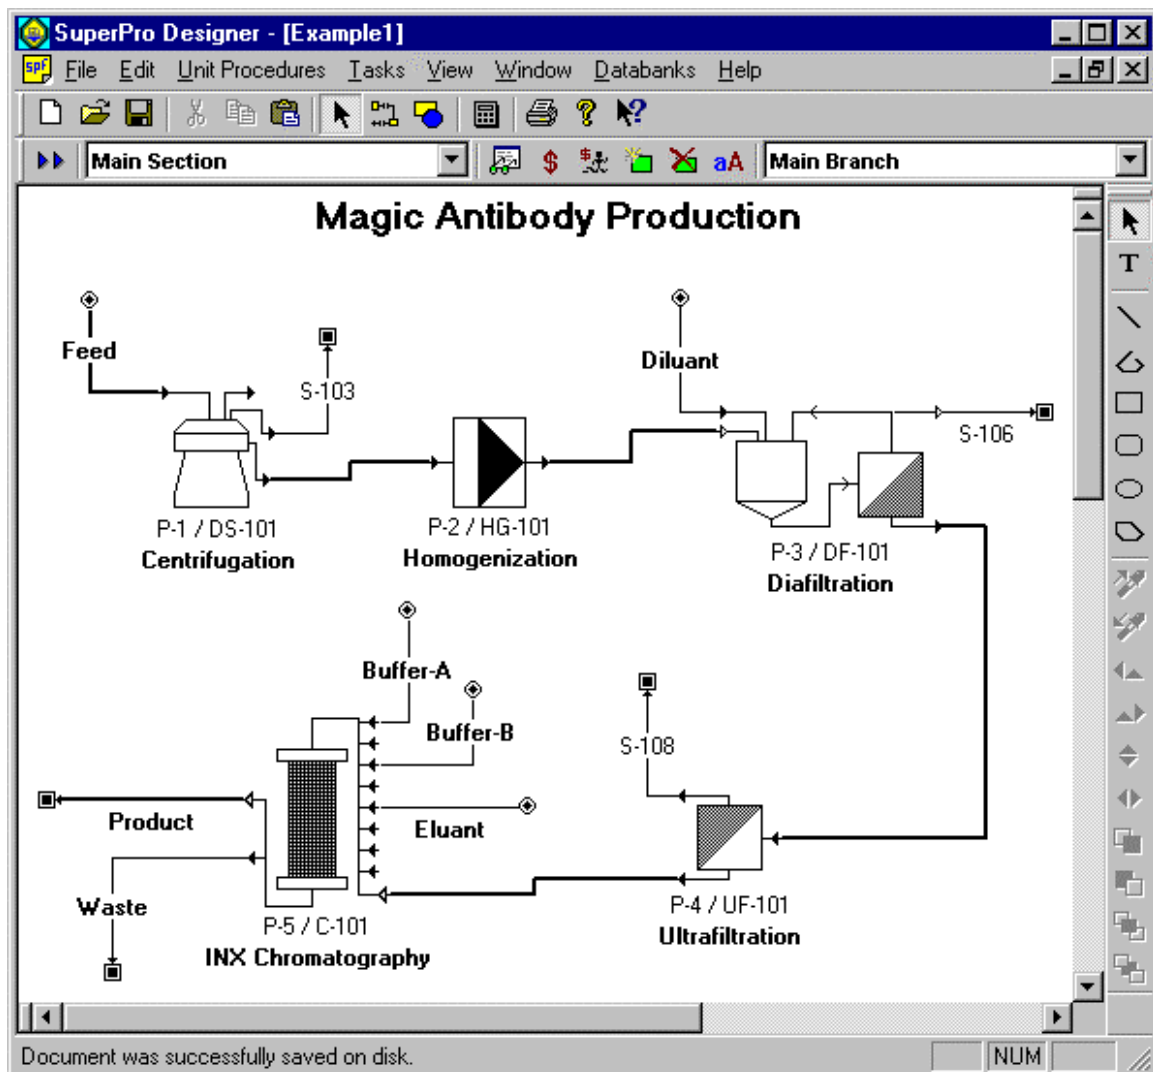 SuperPro Designer - [Example1]
spf File Edit Unit Procedures Tasks View Window Databanks Help
Main Section $ $ aA Main Branch
Magic Antibody Production
T
Feed
Diluant
S-103
S-106
P-1 / DS-101
Centrifugation
P-2 / HG-101
Homogenization
P-3 / DF-101
Diafiltration
Buffer-A
Buffer-B
S-108
Product
Eluant
Waste
P-5 / C-101
INX Chromatography
P-4 / UF-101
Ultrafiltration
Document was successfully saved on disk. NUM